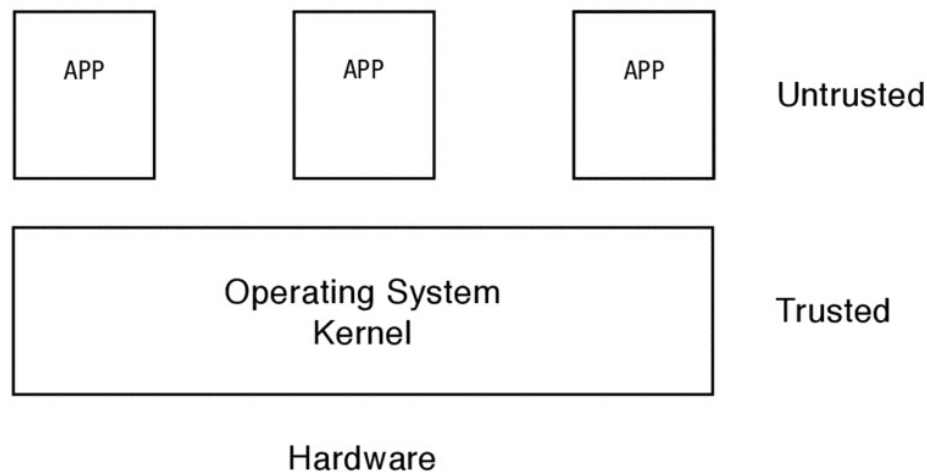 APP
APP
APP
Untrusted
Operating System
Kernel
Trusted
Hardware